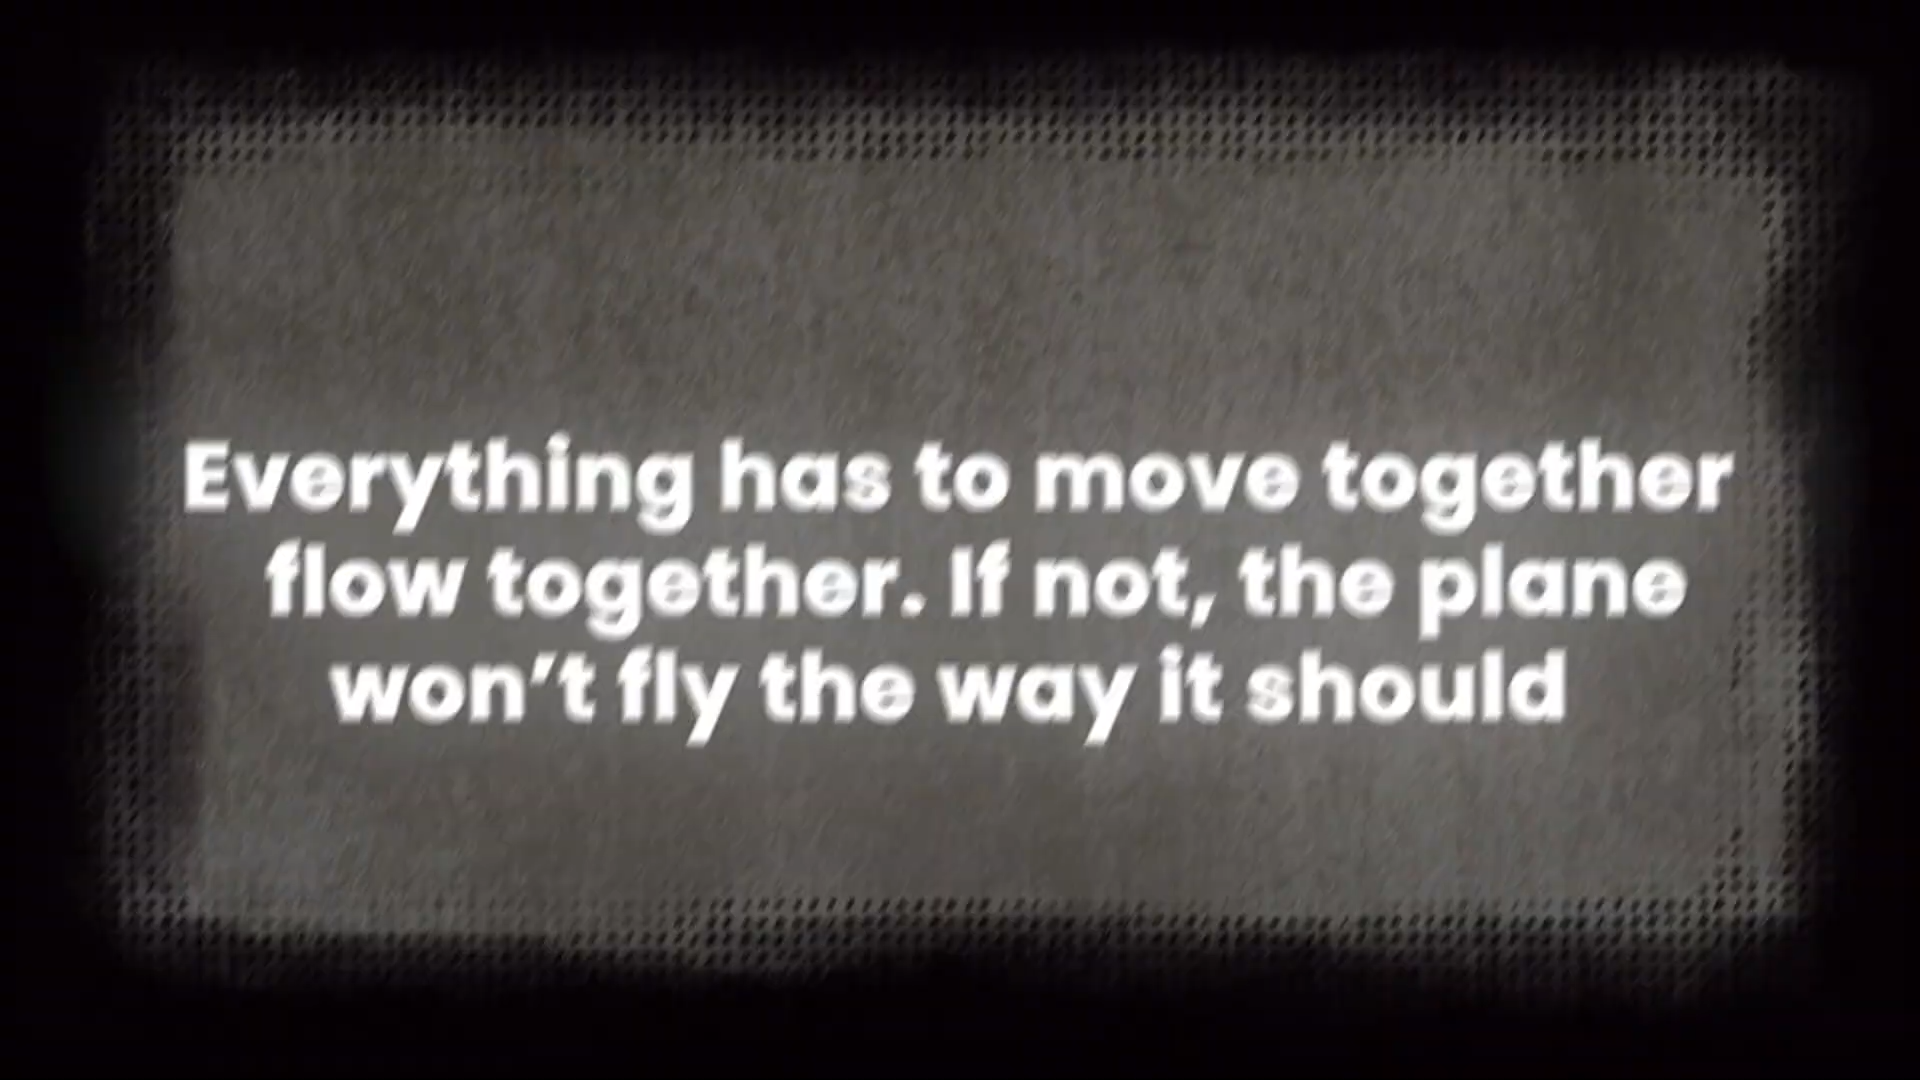 Everything has to move together
flow together. If not, the plane
won’t fly the way it should